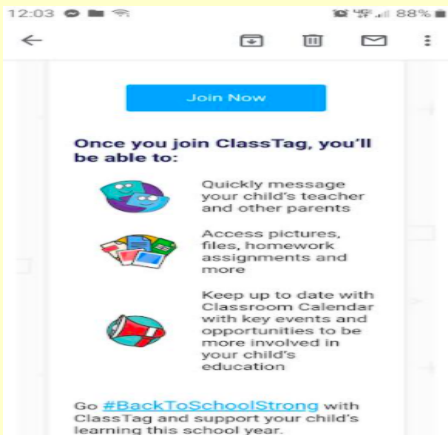 12:03
88%
Join Now
Once you join ClassTag, you'll
be able to:
Quickly message
your child's teacher
and other parents
Access pictures,
files, homework
assignments and
more
Keep up to date with
Classroom Calendar
with key events and
opportunities to be
more involved in
your child's
education
Go #BackToSchoolStrong with
ClassTag and support your child's
learning this school year.